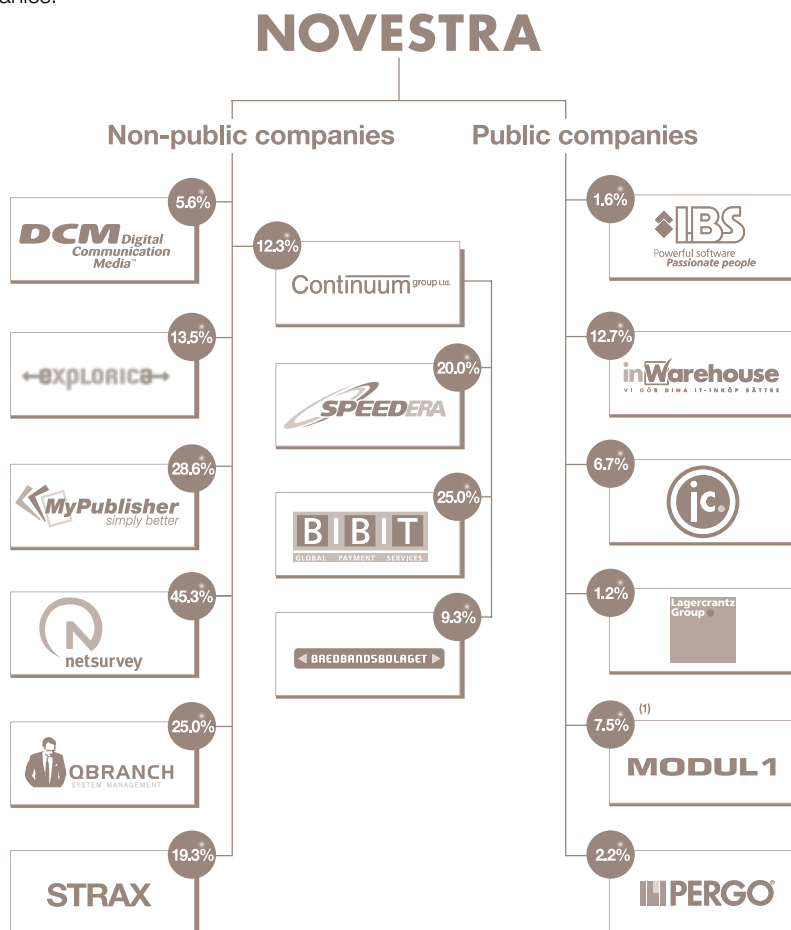 anies.
NOVESTRA
Non-public companies
Public companies
5.6%
DCM Digital
Communication
Media™
13.5%
explorica
28.6%
MyPublisher
simply better
45.3%
netsurvey
25.0%
QBRANCH
SYSTEM MANAGEMENT
19.3%
STRAX
12.3%
Continuum group Ltd.
20.0%
SPEEDERA
25.0%
BIBIT
GLOBAL PAYMENT SERVICES
9.3%
BREDBANDSBOLAGET
1.6%
IBS
Powerful software
Passionate people
12.7%
inWarehouse
VI GÖR DINA IT-INKÖP BÄTTRE
6.7%
jc.
1.2%
Lagercrantz
Group
7.5% (1)
MODUL1
2.2%
PERGO®